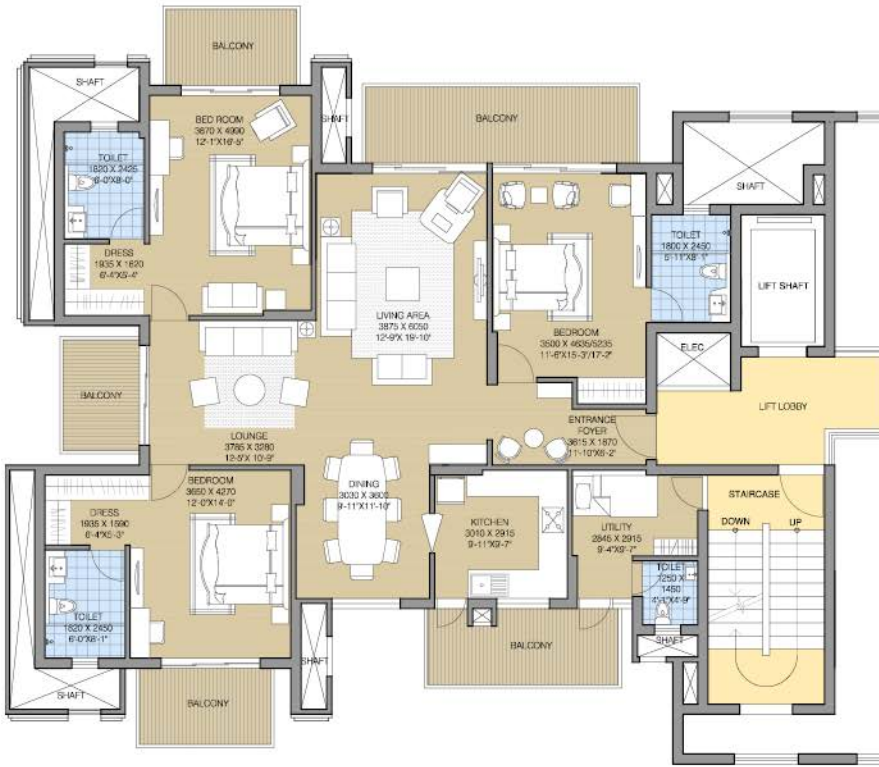 BALCONY
SHAFT
BED ROOM
3670 X 4990
12'-1"X16'-5"
SHAFT
BALCONY
TOILET
1820 X 2425
6'-0"X8'-0"
SHAFT
DRESS
1935 X 1620
6'-4"X5'-4"
TOILET
1800 X 2450
5'-11"X8'-1"
LIFT SHAFT
LIVING AREA
3875 X 6050
12'-9"X 19'-10"
BEDROOM
3500 X 4635/5235
11'-6"X15'-3"/17'-2"
ELEC
BALCONY
LIFT LOBBY
LOUNGE
3785 X 3280
12'-5"X 10'-9"
ENTRANCE
FOYER
3615 X 1870
11'-10"X6'-2"
BEDROOM
3650 X 4270
12'-0"X14'-0"
DINING
3030 X 3600
9'-11"X11'-10"
DRESS
1935 X 1590
6'-4"X5'-3"
KITCHEN
3010 X 2915
9'-11"X9'-7"
UTILITY
2845 X 2915
9'-4"X9'-7"
STAIRCASE
DOWN
UP
TOILET
1250 X
1450
4'-1"X4'-9"
TOILET
1820 X 2450
6'-0"X8'-1"
SHAFT
BALCONY
SHAFT
SHAFT
BALCONY